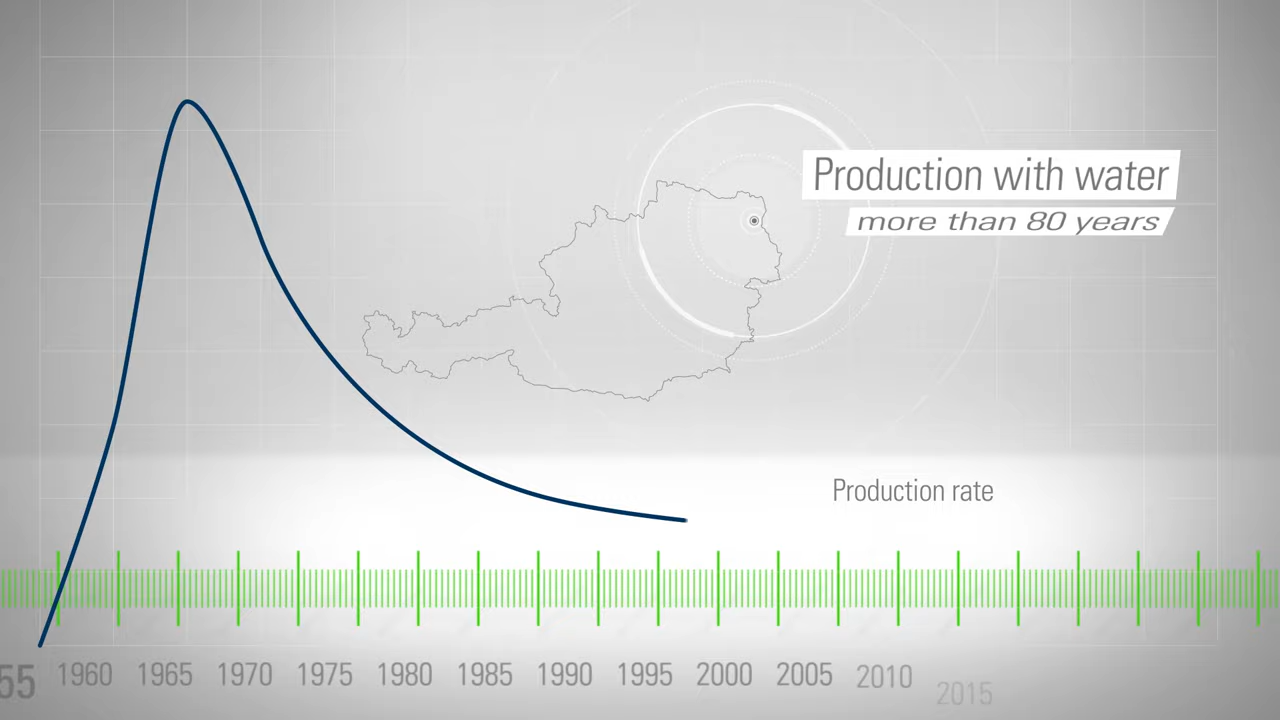 Production with water
more than 80 years
Production rate
55 1960 1965 1970 1975 1980 1985 1990 1995 2000 2005 2010 2015